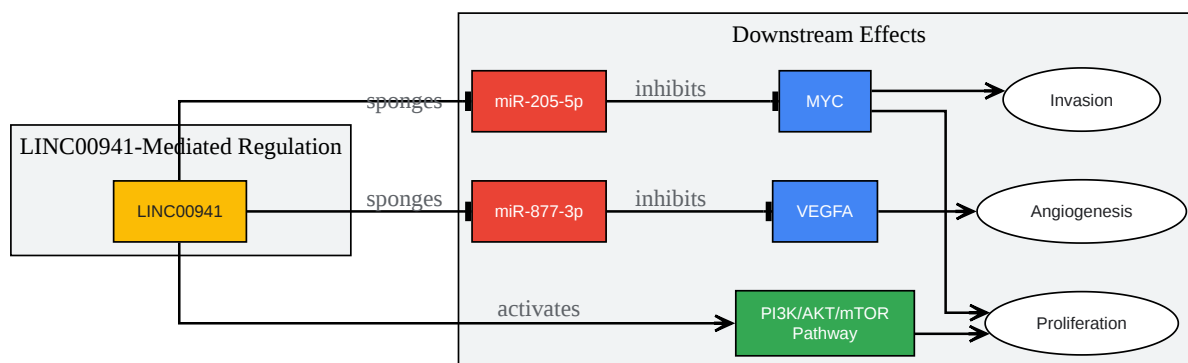 Downstream Effects
sponges
miR-205-5p
inhibits
MYC
Invasion
LINC00941-Mediated Regulation
LINC00941
sponges
miR-877-3p
inhibits
VEGFA
Angiogenesis
activates
PI3K/AKT/mTOR
Pathway
Proliferation